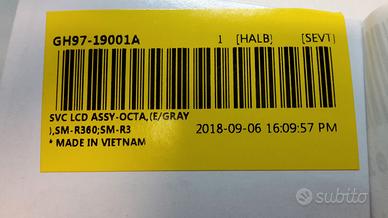 GH97-19001A 1 [HALB] [SEVT]
SVC LCD ASSY-OCTA,(E/GRAY
),SM-R360;SM-R3 2018-09-06 16:09:57 PM
* MADE IN VIETNAM
subito